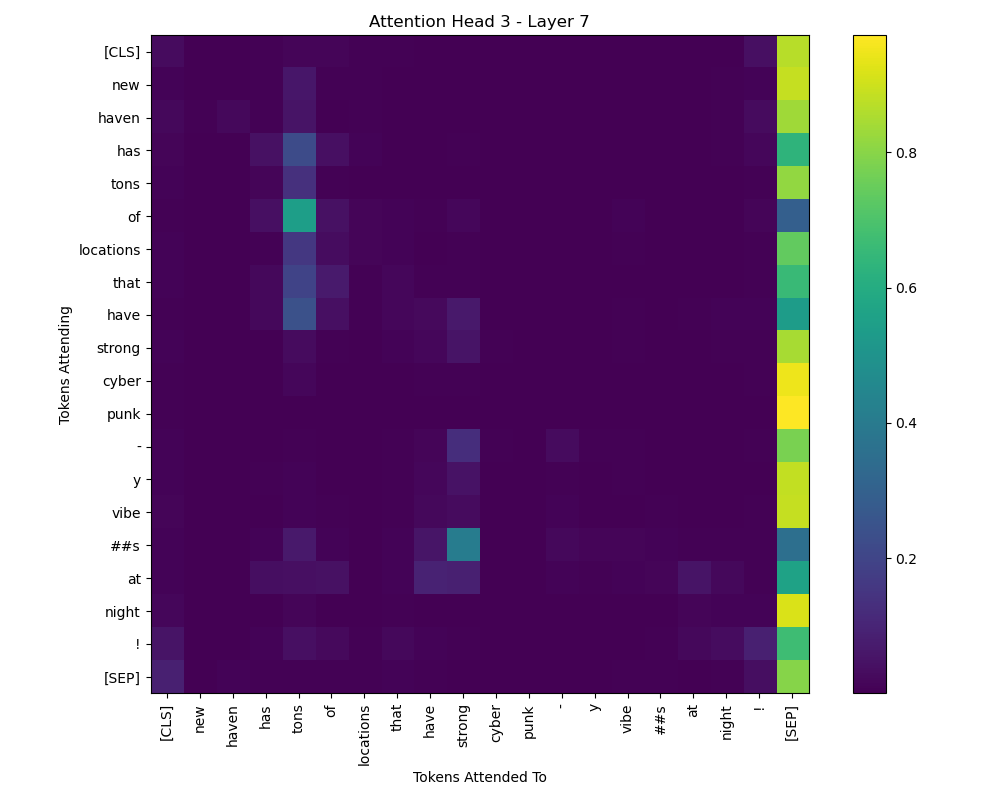 Attention Head 3 - Layer 7
[CLS]
new
haven
has
tons
of
locations
that
have
strong
cyber
punk
-
y
vibe
##s
at
night
!
[SEP]
Tokens Attending
[CLS]
new
haven
has
tons
of
locations
that
have
strong
cyber
punk
-
y
vibe
##s
at
night
!
[SEP]
Tokens Attended To
0.8
0.6
0.4
0.2